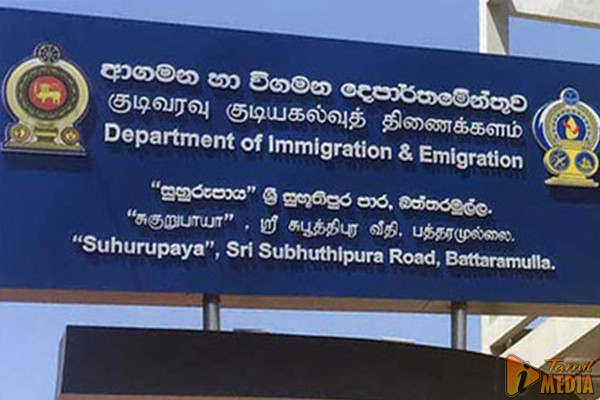 ආගමන හා විගමන දෙපාර්තමේන්තුව
குடிவரவு குடியகல்வுத் திணைக்களம்
Department of Immigration & Emigration
"සුහුරුපාය" ශ්‍රී සුභූතිපුර පාර, බත්තරමුල්ල.
"சுகுறுபாயா" , ஸ்ரீ சுபூத்திபுர வீதி, பத்தரமுல்லை.
"Suhurupaya", Sri Subhuthipura Road, Battaramulla.
Tamil
MEDIA